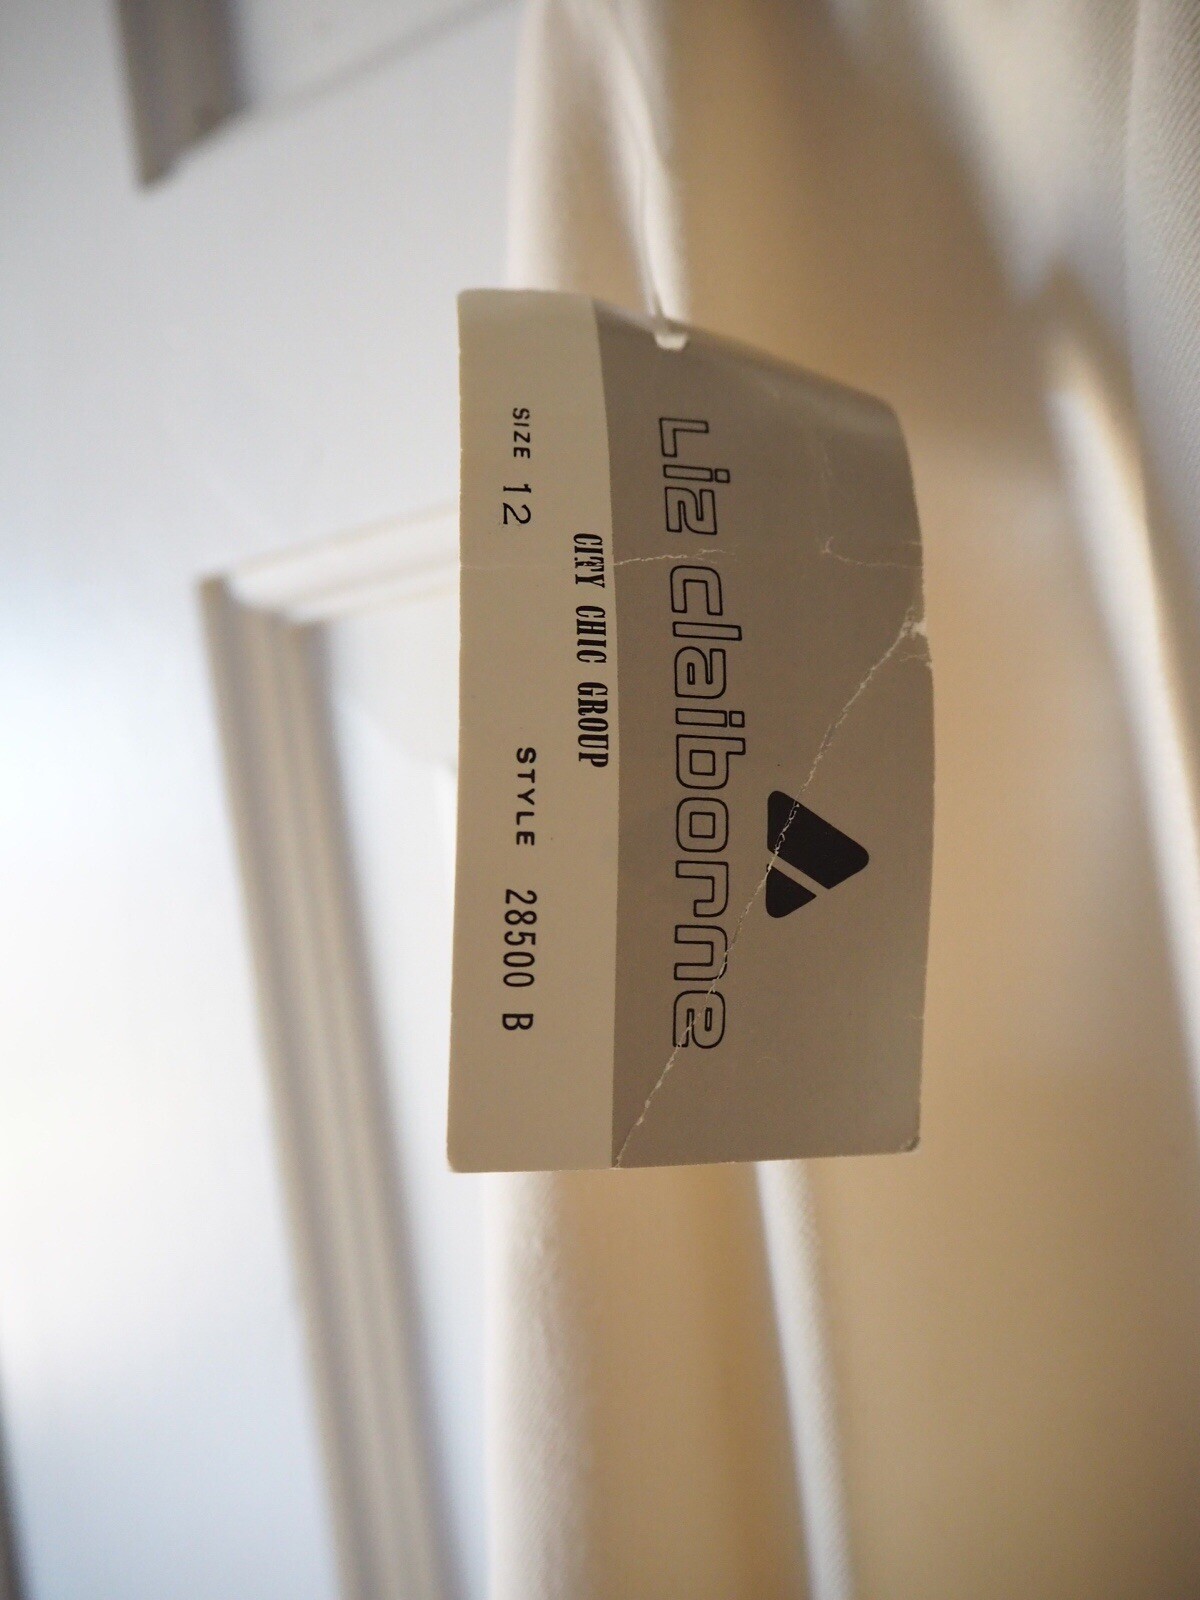 Liz claiborne
CITY CHIC GROUP
SIZE 12 STYLE 28500 B